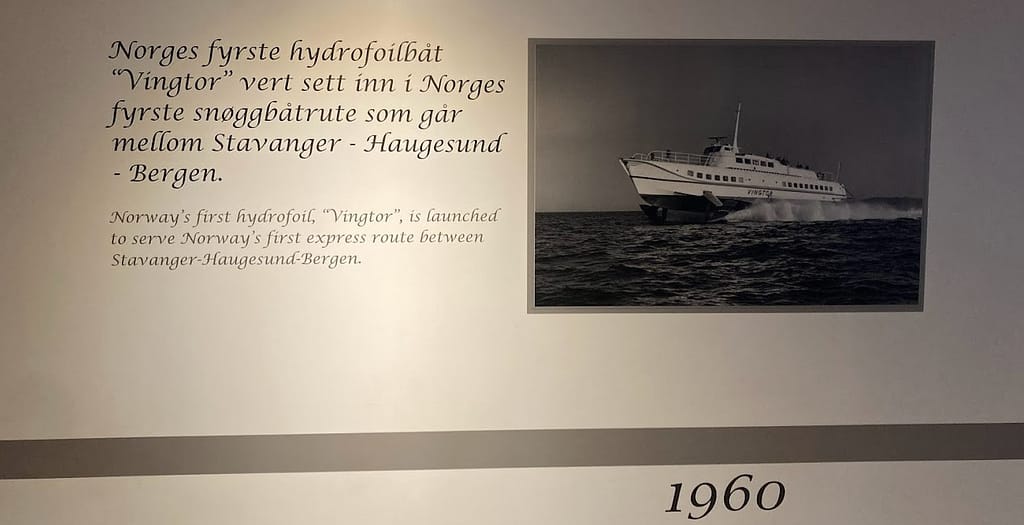 Norges fyrste hydrofoilbåt
“Vingtor” vert sett inn i Norges
fyrste snøggbåtrute som går
mellom Stavanger - Haugesund
- Bergen.
Norway's first hydrofoil, “Vingtor”, is launched
to serve Norway's first express route between
Stavanger-Haugesund-Bergen.
VINGTOR
1960